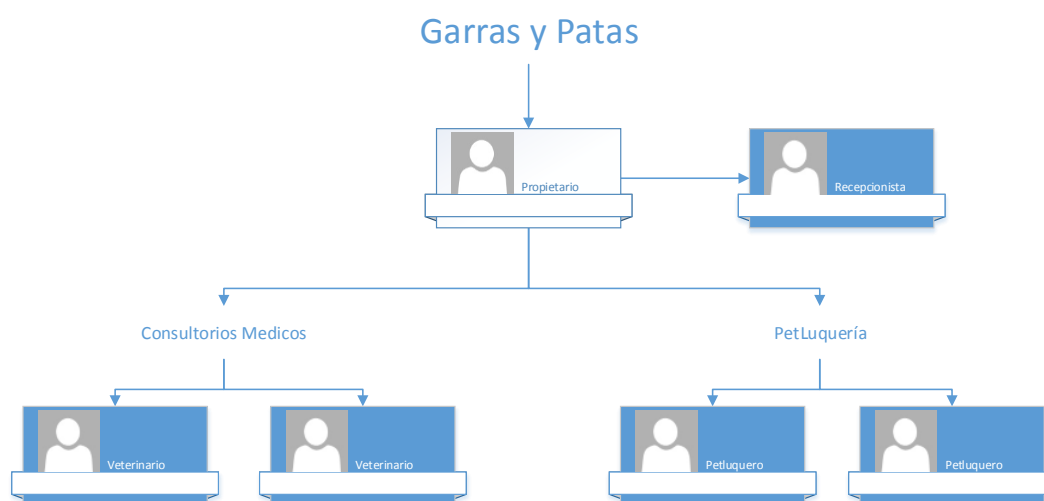 Garras y Patas
Propietario
Recepcionista
Consultorios Medicos
PetLuquería
Veterinario
Veterinario
Petluquero
Petluquero